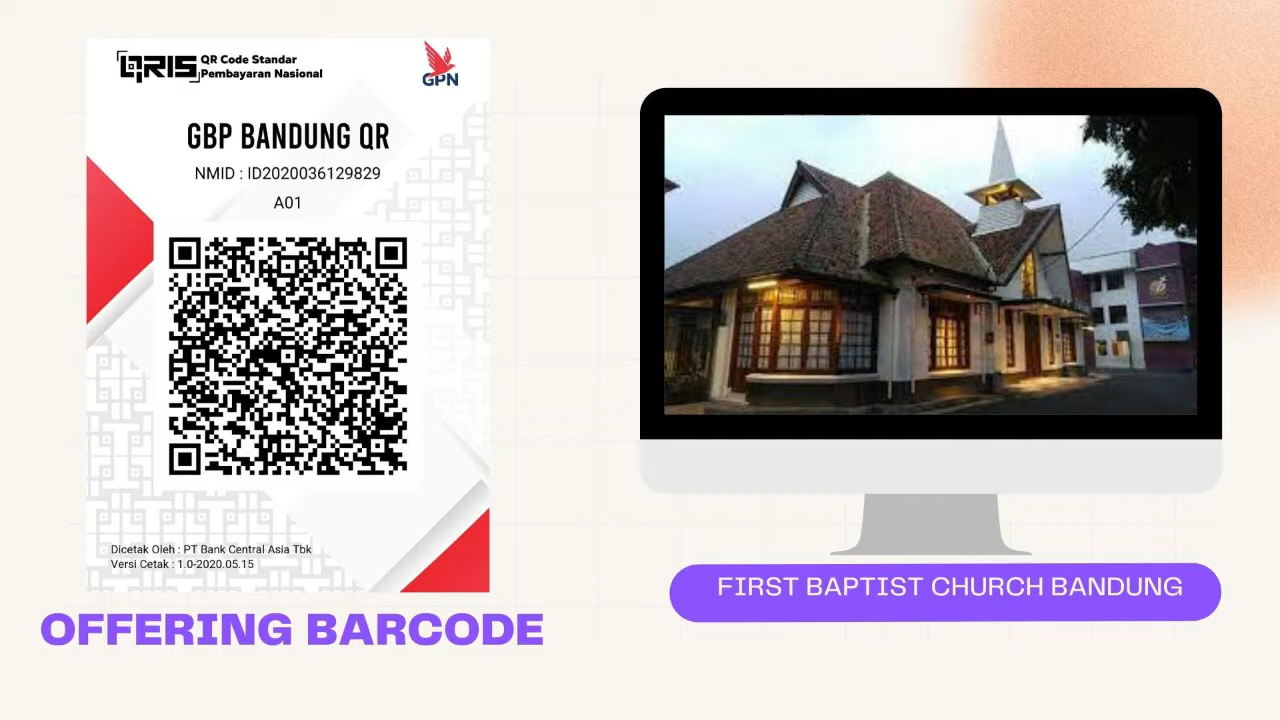 QRIS QR Code Standar
Pembayaran Nasional
GPN
GBP BANDUNG QR
NMID : ID2020036129829
A01
Dicetak Oleh : PT Bank Central Asia Tbk
Versi Cetak : 1.0-2020.05.15
OFFERING BARCODE
FIRST BAPTIST CHURCH BANDUNG